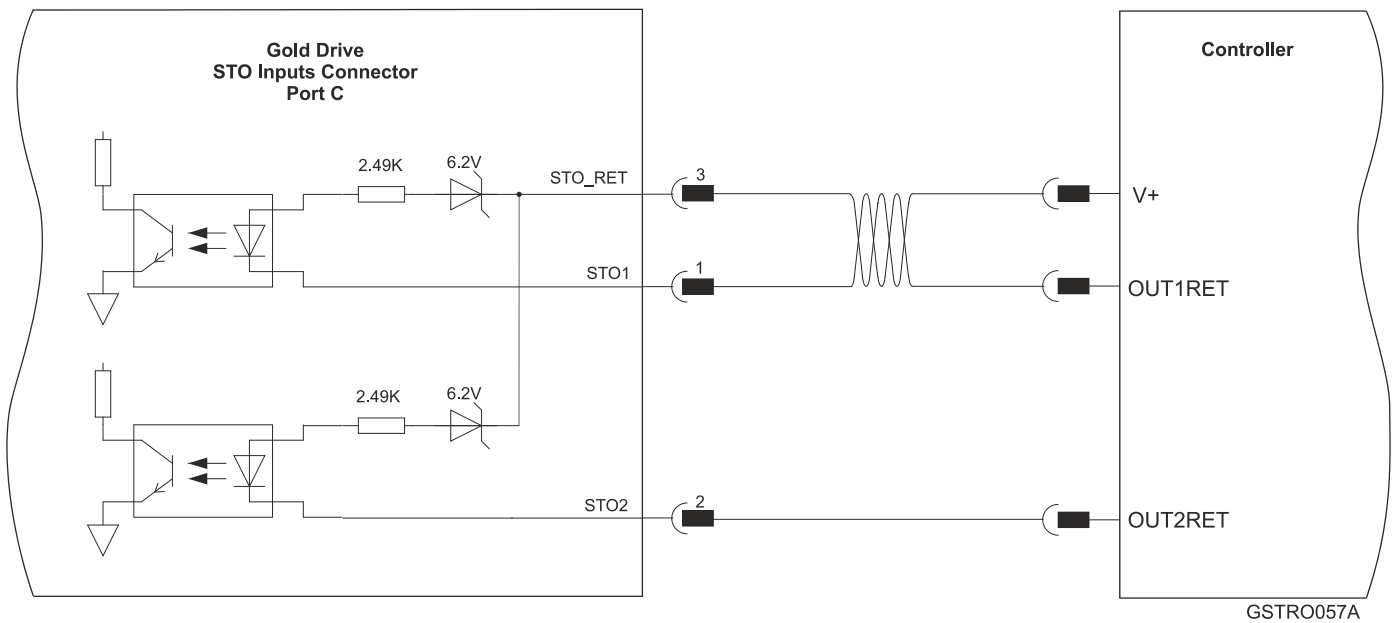 Gold Drive
STO Inputs Connector
Port C
Controller
2.49K
6.2V
STO_RET
3
V+
STO1
1
OUT1RET
2.49K
6.2V
STO2
2
OUT2RET
GSTRO057A